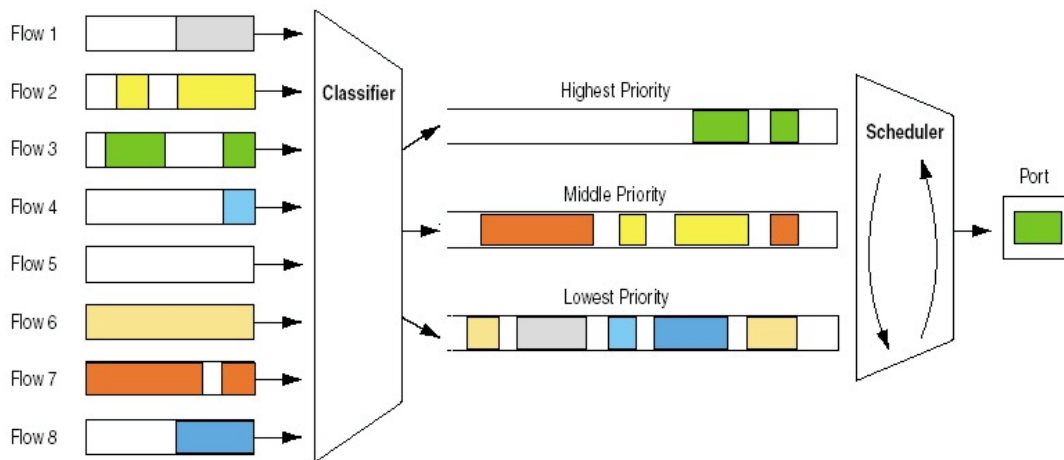 Flow 1
Flow 2
Flow 3
Flow 4
Flow 5
Flow 6
Flow 7
Flow 8
Classifier
Highest Priority
Middle Priority
Lowest Priority
Scheduler
Port